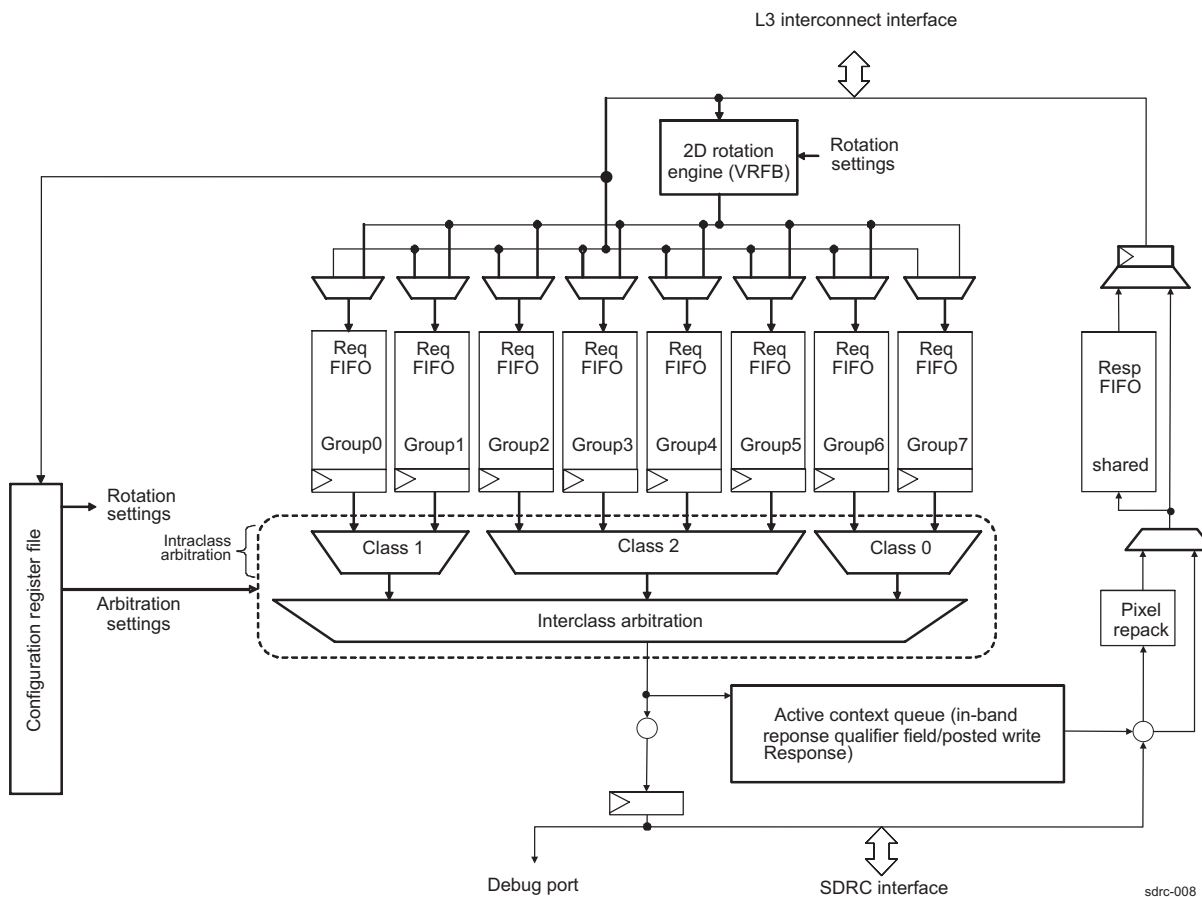 L3 interconnect interface
2D rotation
engine (VRFB)
Rotation
settings
Req
FIFO
Group0
Req
FIFO
Group1
Req
FIFO
Group2
Req
FIFO
Group3
Req
FIFO
Group4
Req
FIFO
Group5
Req
FIFO
Group6
Req
FIFO
Group7
Resp
FIFO
shared
Configuration register file
Rotation
settings
Intraclass
arbitration
Arbitration
settings
Class 1
Class 2
Class 0
Interclass arbitration
Pixel
repack
Active context queue (in-band
reponse qualifier field/posted write
Response)
Debug port
SDRC interface
sdrc-008